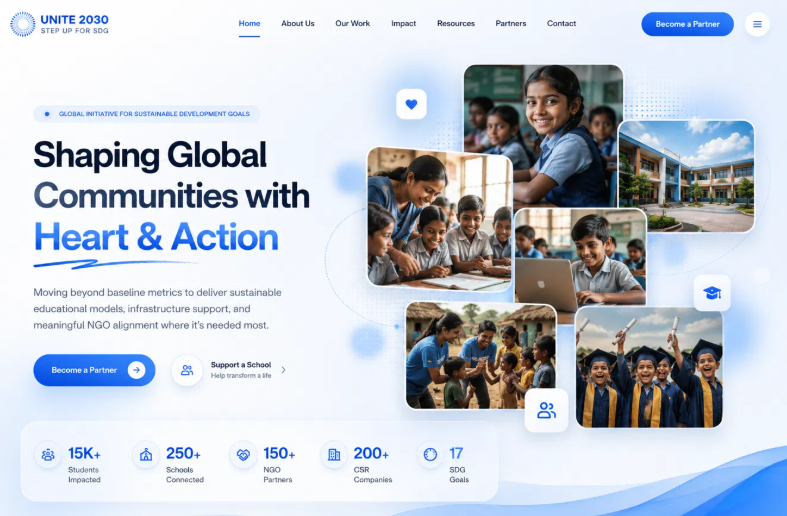 UNITE 2030
STEP UP FOR SDG
Home
About Us
Our Work
Impact
Resources
Partners
Contact
Become a Partner
GLOBAL INITIATIVE FOR SUSTAINABLE DEVELOPMENT GOALS
Shaping Global
Communities with
Heart & Action
Moving beyond baseline metrics to deliver sustainable
educational models, infrastructure support, and
meaningful NGO alignment where it's needed most.
Become a Partner
Support a School
Help transform a life
15K+
Students
Impacted
250+
Schools
Connected
150+
NGO
Partners
200+
CSR
Companies
17
SDG
Goals